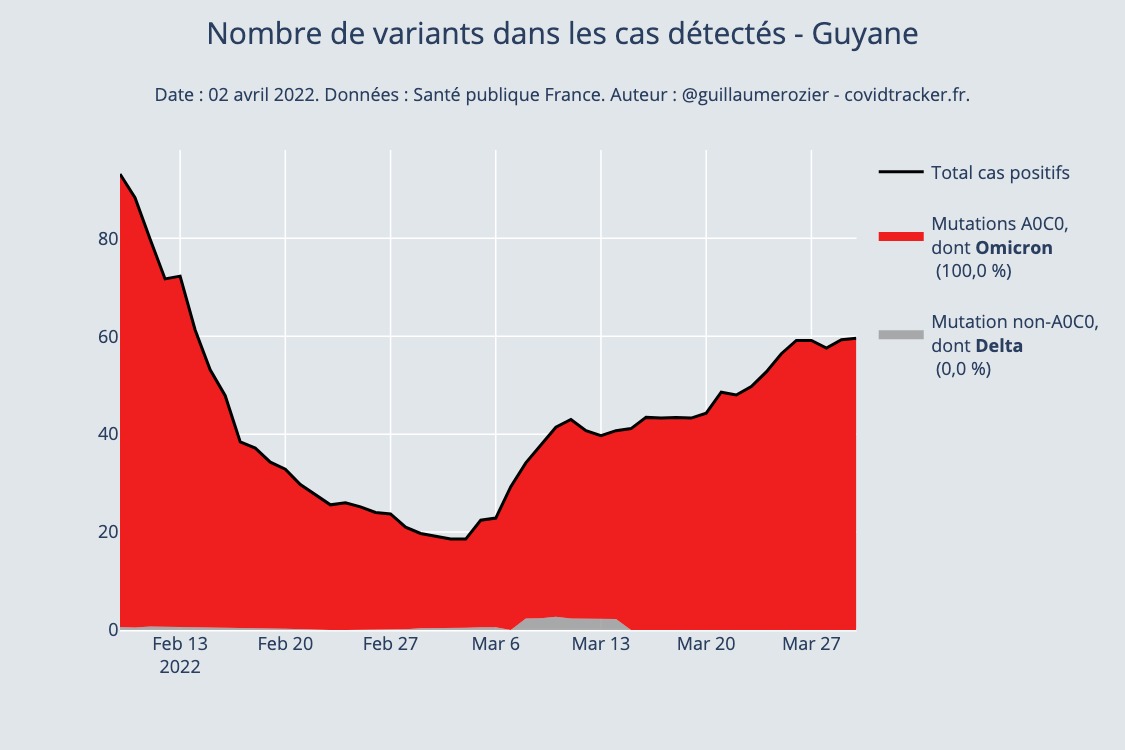 Nombre de variants dans les cas détectés - Guyane
Date : 02 avril 2022. Données : Santé publique France. Auteur : @guillaumerozier - covidtracker.fr.
Total cas positifs
Mutations A0C0,
dont Omicron
(100,0 %)
Mutation non-A0C0,
dont Delta
(0,0 %)
80
60
40
20
0
Feb 13 Feb 20 Feb 27 Mar 6 Mar 13 Mar 20 Mar 27
2022